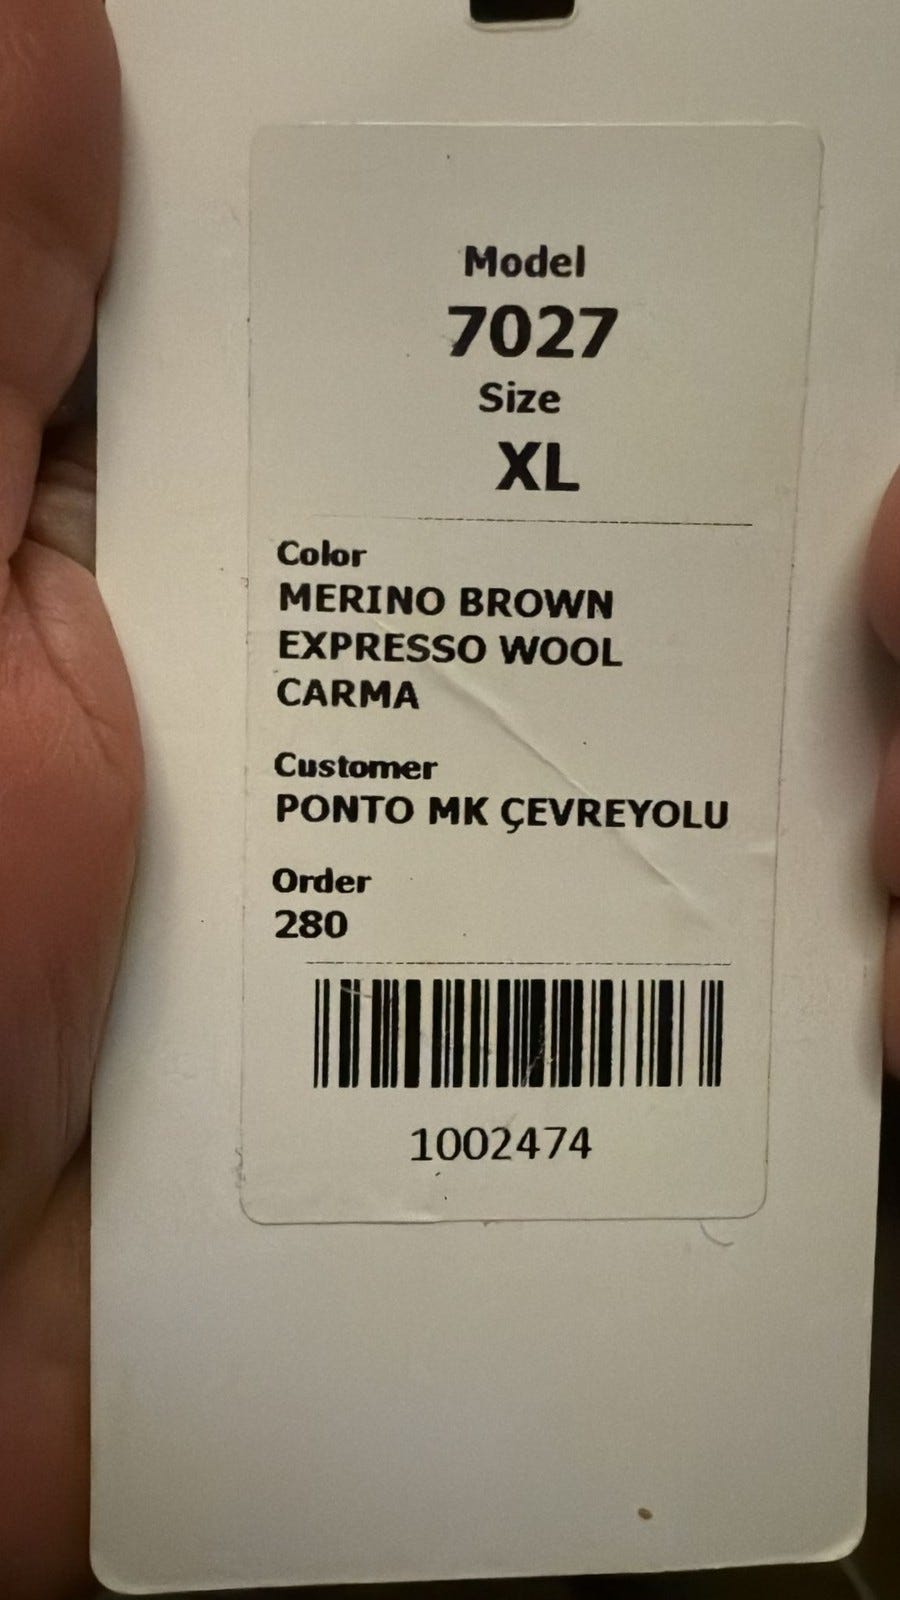 Model
7027
Size
XL
Color
MERINO BROWN
EXPRESSO WOOL
CARMA
Customer
PONTO MK ÇEVREYOLU
Order
280
1002474